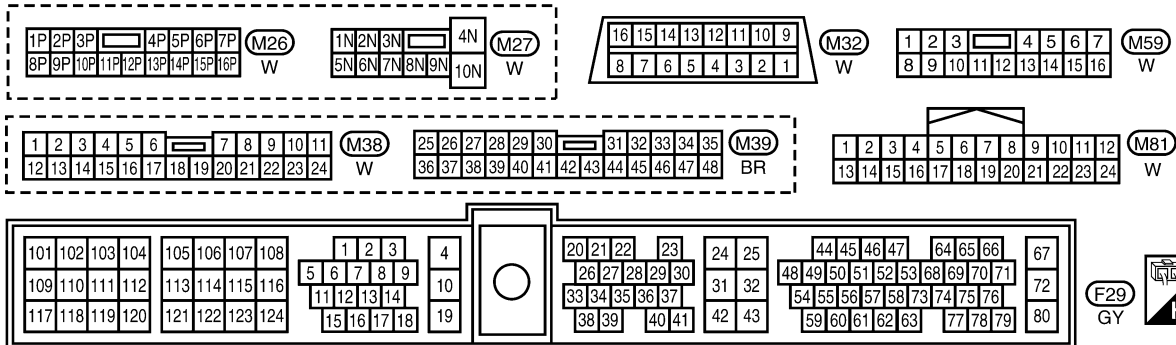 1P 2P 3P 4P 5P 6P 7P
8P 9P 10P 11P 12P 13P 14P 15P 16P
M26
W
1N 2N 3N 4N
5N 6N 7N 8N 9N 10N
M27
W
16 15 14 13 12 11 10 9
8 7 6 5 4 3 2 1
M32
W
1 2 3 4 5 6 7
8 9 10 11 12 13 14 15 16
M59
W
1 2 3 4 5 6 7 8 9 10 11
12 13 14 15 16 17 18 19 20 21 22 23 24
M38
W
25 26 27 28 29 30 31 32 33 34 35
36 37 38 39 40 41 42 43 44 45 46 47 48
M39
BR
1 2 3 4 5 6 7 8 9 10 11 12
13 14 15 16 17 18 19 20 21 22 23 24
M81
W
101 102 103 104 105 106 107 108 1 2 3 4 20 21 22 23 24 25 44 45 46 47 64 65 66 67
5 6 7 8 9 26 27 28 29 30 48 49 50 51 52 53 68 69 70 71
109 110 111 112 113 114 115 116 10 31 32 72
11 12 13 14 33 34 35 36 37 54 55 56 57 58 73 74 75 76
117 118 119 120 121 122 123 124 15 16 17 18 19 38 39 40 41 42 43 59 60 61 62 63 77 78 79 80
F29
GY